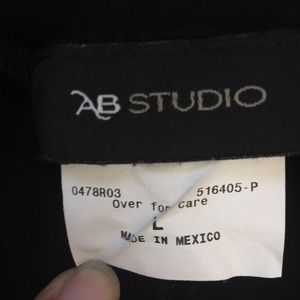 AB STUDIO
0478R03 516405-P
Over for care
L
MADE IN MEXICO